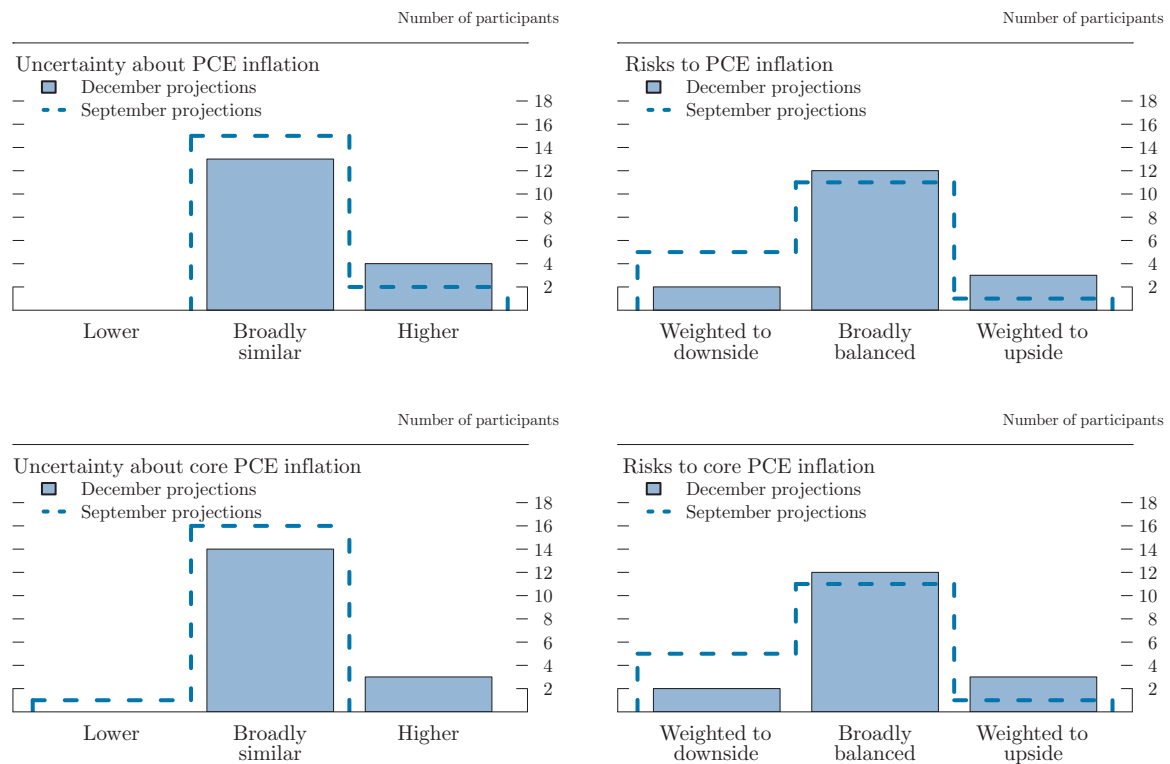 Number of participants
Uncertainty about PCE inflation
December projections
September projections
18
16
14
12
10
8
6
4
2
Lower
Broadly
similar
Higher
Number of participants
Risks to PCE inflation
December projections
September projections
18
16
14
12
10
8
6
4
2
Weighted to
downside
Broadly
balanced
Weighted to
upside
Number of participants
Uncertainty about core PCE inflation
December projections
September projections
18
16
14
12
10
8
6
4
2
Lower
Broadly
similar
Higher
Number of participants
Risks to core PCE inflation
December projections
September projections
18
16
14
12
10
8
6
4
2
Weighted to
downside
Broadly
balanced
Weighted to
upside